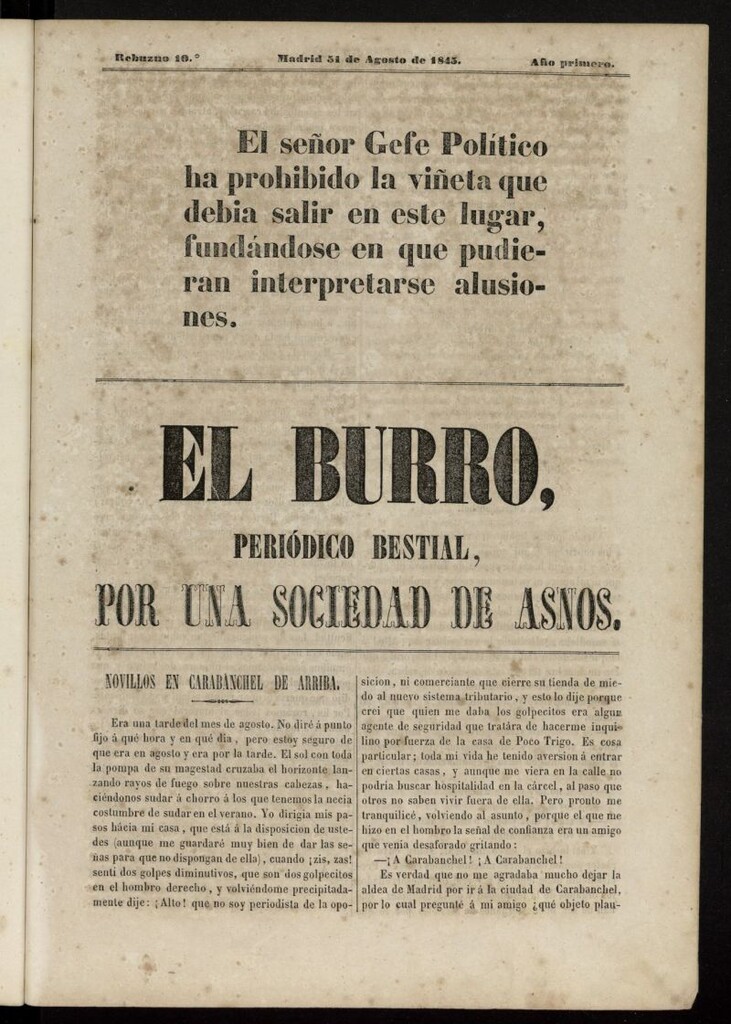 Rebuzno 10.° Madrid 31 de Agosto de 1845. Año primero.
El señor Gefe Político
ha prohibido la viñeta que
debia salir en este lugar,
fundándose en que pudie-
ran interpretarse alusio-
nes.
EL BURRO,
PERIÓDICO BESTIAL,
POR UNA SOCIEDAD DE ASNOS.
NOVILLOS EN CARABANCHEL DE ARRIBA.
Era una tarde del mes de agosto. No diré á punto
fijo á qué hora y en qué dia, pero estoy seguro de
que era en agosto y era por la tarde. El sol con toda
la pompa de su magestad cruzaba el horizonte lan-
zando rayos de fuego sobre nuestras cabezas, ha-
ciéndonos sudar á chorro á los que tenemos la necia
costumbre de sudar en el verano. Yo dirigia mis pa-
sos hácia mi casa, que está á la disposicion de uste-
des (aunque me guardaré muy bien de dar las se-
ñas para que no dispongan de ella), cuando ¡zis, zas!
senti dos golpes diminutivos, que son dos golpecitos
en el hombro derecho, y volviéndome precipitada-
mente dije: ¡Alto! que no soy periodista de la opo-
sicion, ni comerciante que cierre su tienda de mie-
do al nuevo sistema tributario, y esto lo dije porque
crei que quien me daba los golpecitos era algun
agente de seguridad que tratára de hacerme inqui-
lino por fuerza de la casa de Poco Trigo. Es cosa
particular; toda mi vida he tenido aversion á entrar
en ciertas casas, y aunque me viera en la calle no
podria buscar hospitalidad en la cárcel, al paso que
otros no saben vivir fuera de ella. Pero pronto me
tranquilicé, volviendo al asunto, porque el que me
hizo en el hombro la señal de confianza era un amigo
que venia desaforado gritando:
—¡A Carabanchel! ¡A Carabanchel!
Es verdad que no me agradaba mucho dejar la
aldea de Madrid por ir á la ciudad de Carabanchel,
por lo cual pregunté á mi amigo ¿qué objeto plau-